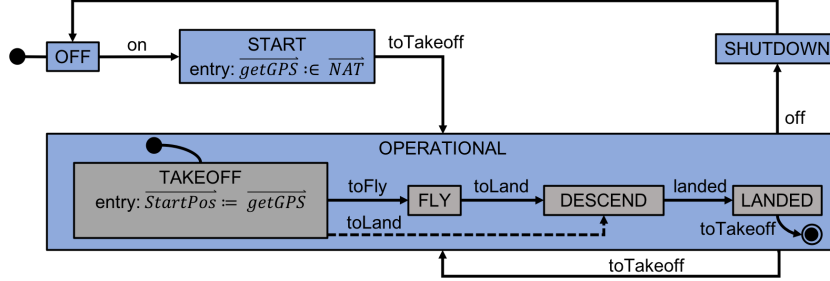 OFF
on
START
entry: getGPS :∈ NAT
toTakeoff
SHUTDOWN
off
OPERATIONAL
TAKEOFF
entry: StartPos := getGPS
toFly
FLY
toLand
DESCEND
landed
LANDED
toLand
toTakeoff
toTakeoff